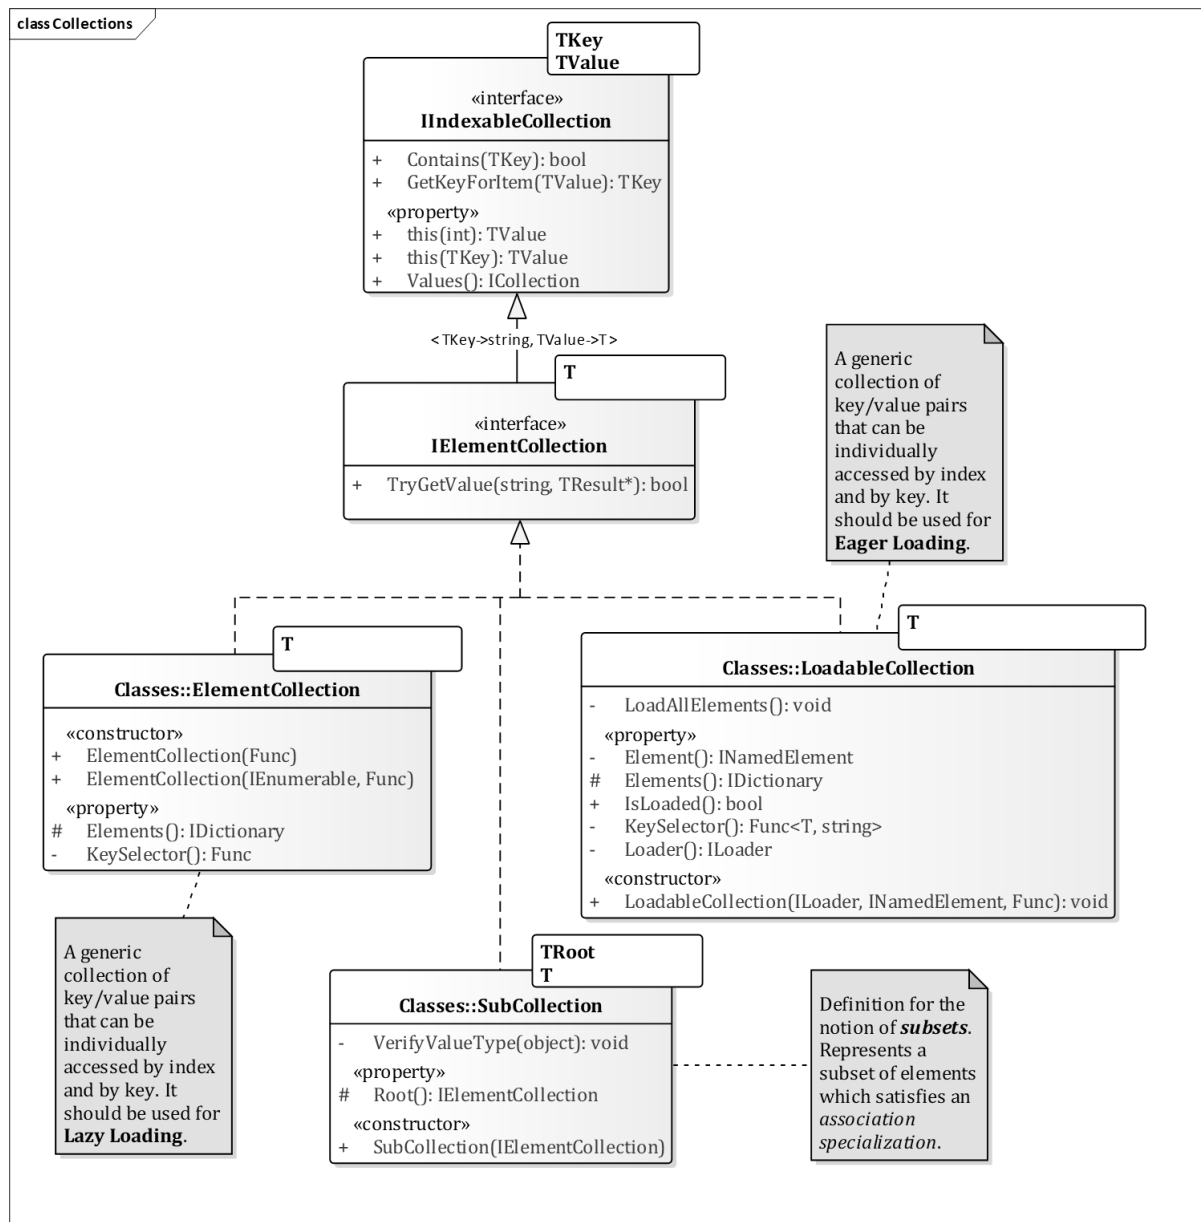 class Collections
TKey
TValue
«interface»
IIndexableCollection
+ Contains(TKey): bool
+ GetKeyForItem(TValue): TKey
«property»
+ this(int): TValue
+ this(TKey): TValue
+ Values(): ICollection
< TKey->string, TValue->T >
T
«interface»
IElementCollection
+ TryGetValue(string, TResult*): bool
A generic
collection of
key/value pairs
that can be
individually
accessed by index
and by key. It
should be used for
Eager Loading.
T
Classes::ElementCollection
«constructor»
+ ElementCollection(Func)
+ ElementCollection(IEnumerable, Func)
«property»
# Elements(): IDictionary
- KeySelector(): Func
T
Classes::LoadableCollection
- LoadAllElements(): void
«property»
- Element(): INamedElement
# Elements(): IDictionary
+ IsLoaded(): bool
- KeySelector(): Func<T, string>
- Loader(): ILoader
«constructor»
+ LoadableCollection(ILoader, INamedElement, Func): void
A generic
collection of
key/value pairs
that can be
individually
accessed by index
and by key. It
should be used for
Lazy Loading.
TRoot
T
Classes::SubCollection
- VerifyValueType(object): void
«property»
# Root(): IElementCollection
«constructor»
+ SubCollection(IElementCollection)
Definition for the
notion of subsets.
Represents a
subset of elements
which satisfies an
association
specialization.